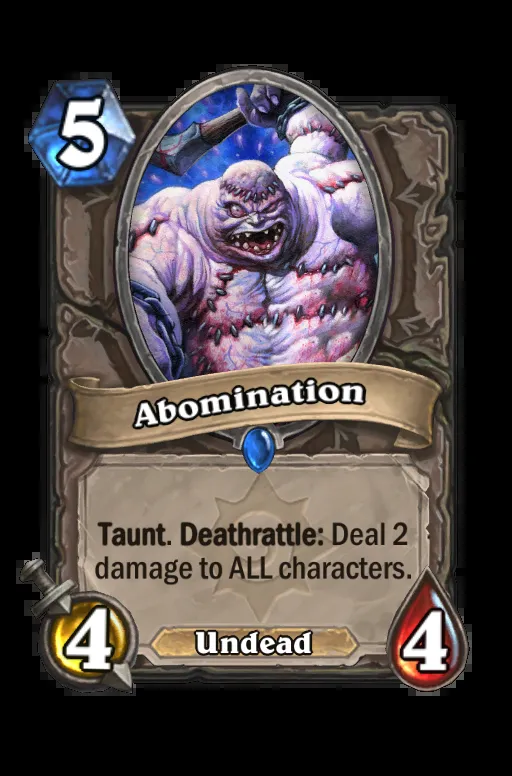 5
Abomination
Taunt. Deathrattle: Deal 2
damage to ALL characters.
4
Undead
4